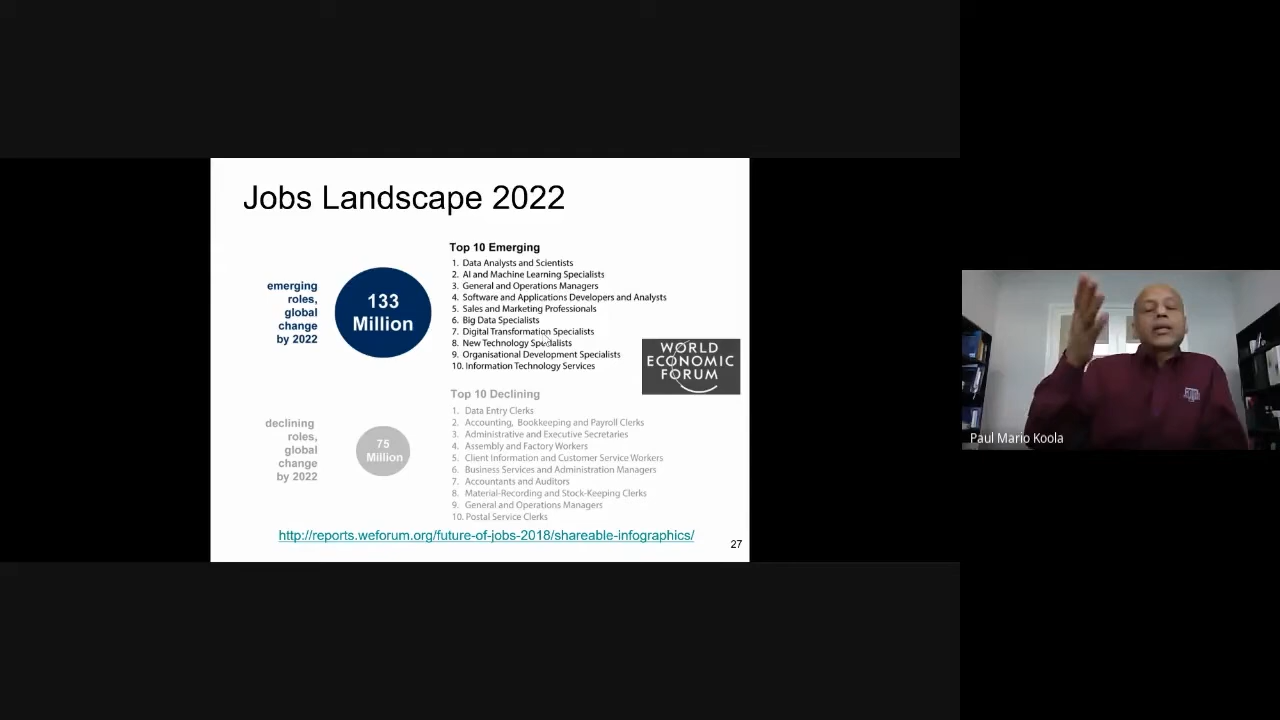 Jobs Landscape 2022
emerging
roles,
global
change
by 2022
133
Million
Top 10 Emerging
1. Data Analysts and Scientists
2. AI and Machine Learning Specialists
3. General and Operations Managers
4. Software and Applications Developers and Analysts
5. Sales and Marketing Professionals
6. Big Data Specialists
7. Digital Transformation Specialists
8. New Technology Specialists
9. Organisational Development Specialists
10. Information Technology Services
WORLD
ECONOMIC
FORUM
declining
roles,
global
change
by 2022
75
Million
Top 10 Declining
1. Data Entry Clerks
2. Accounting, Bookkeeping and Payroll Clerks
3. Administrative and Executive Secretaries
4. Assembly and Factory Workers
5. Client Information and Customer Service Workers
6. Business Services and Administration Managers
7. Accountants and Auditors
8. Material-Recording and Stock-Keeping Clerks
9. General and Operations Managers
10. Postal Service Clerks
http://reports.weforum.org/future-of-jobs-2018/shareable-infographics/
27
Paul Mario Koola